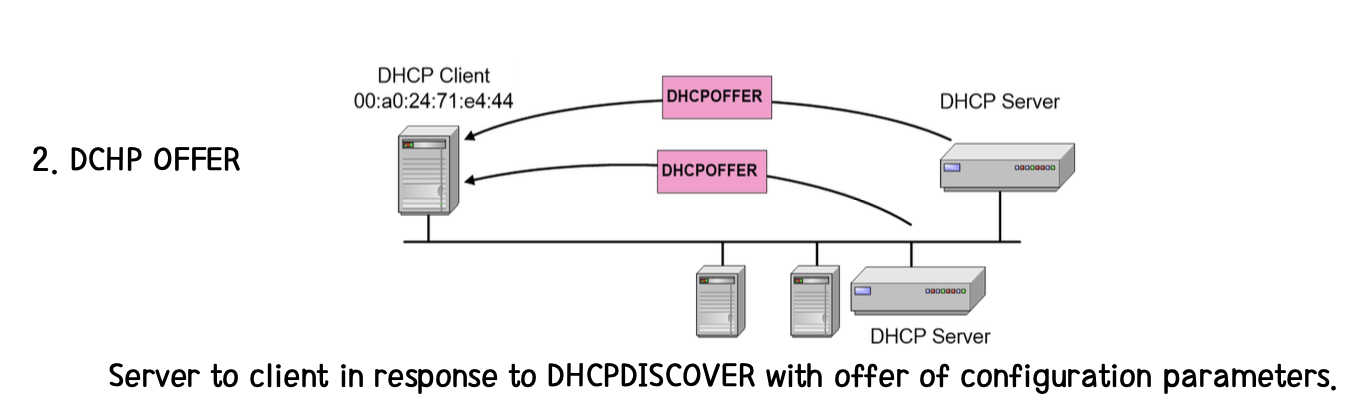 DHCP Client
00:a0:24:71:e4:44
DHCPOFFER
DHCP Server
2. DCHP OFFER
DHCPOFFER
DHCP Server
Server to client in response to DHCPDISCOVER with offer of configuration parameters.